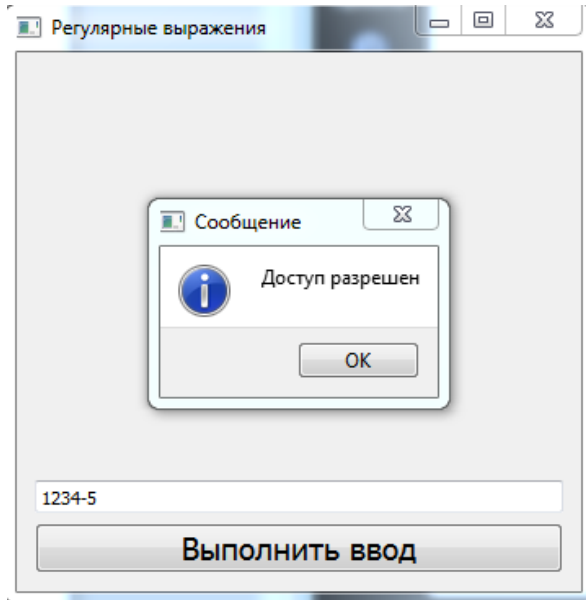 Регулярные выражения
Сообщение
Доступ разрешен
OK
1234-5
Выполнить ввод